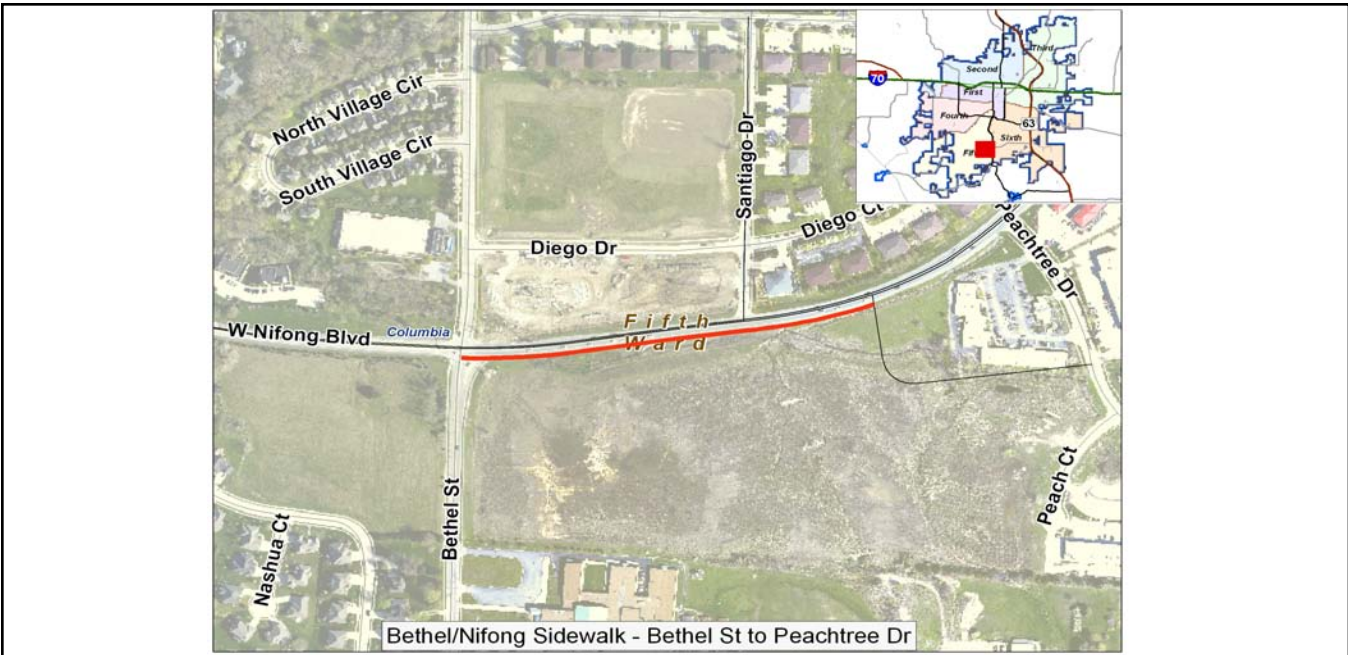 North Village Cir
South Village Cir
Santiago Dr
Diego Ct
Diego Dr
Peachtree Dr
W Nifong Blvd
Columbia
Fifth
Ward
Bethel St
Nashua Ct
Peach Ct
70
Second
Third
First
Fourth
63
Sixth
Bethel/Nifong Sidewalk - Bethel St to Peachtree Dr